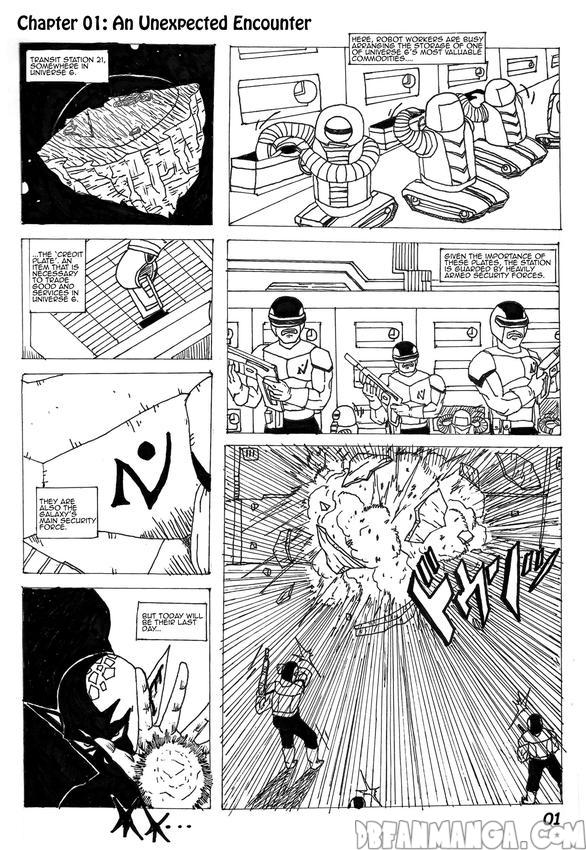 Chapter 01: An Unexpected Encounter
TRANSIT STATION 21,
SOMEWHERE IN
UNIVERSE 6.
HERE, ROBOT WORKERS ARE BUSY
ARRANGING THE STORAGE OF ONE
OF UNIVERSE 6'S MOST VALUABLE
COMMODITIES....
...THE 'CREDIT
PLATE'. AN
ITEM THAT IS
NECESSARY
TO TRADE
GOOD AND
SERVICES IN
UNIVERSE 6.
GIVEN THE IMPORTANCE OF
THESE PLATES, THE STATION
IS GUARDED BY HEAVILY
ARMED SECURITY FORCES.
THEY ARE
ALSO THE
GALAXY'S
MAIN SECURITY
FORCE.
BUT TODAY WILL
BE THEIR LAST
DAY...
ドゥッ!!
01
DBFANMANGA.COM